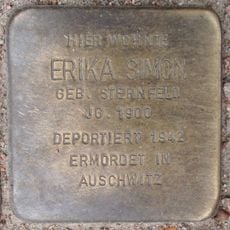 HIER WOHNTE
ERIKA SIMON
GEB. STERNFELD
JG. 1900
DEPORTIERT 1942
ERMORDET IN
AUSCHWITZ